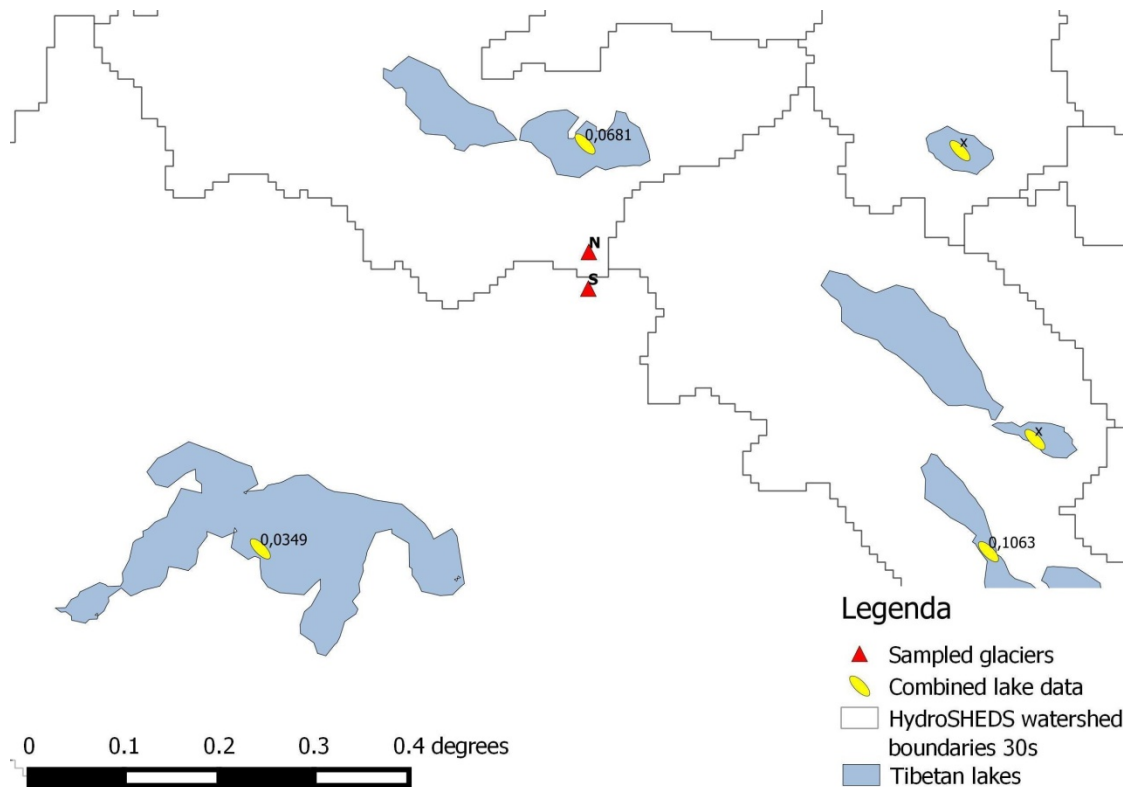 0,0681
x
N
S
x
0,0349
0,1063
Legenda
Sampled glaciers
Combined lake data
HydroSHEDS watershed
boundaries 30s
Tibetan lakes
0 0.1 0.2 0.3 0.4 degrees